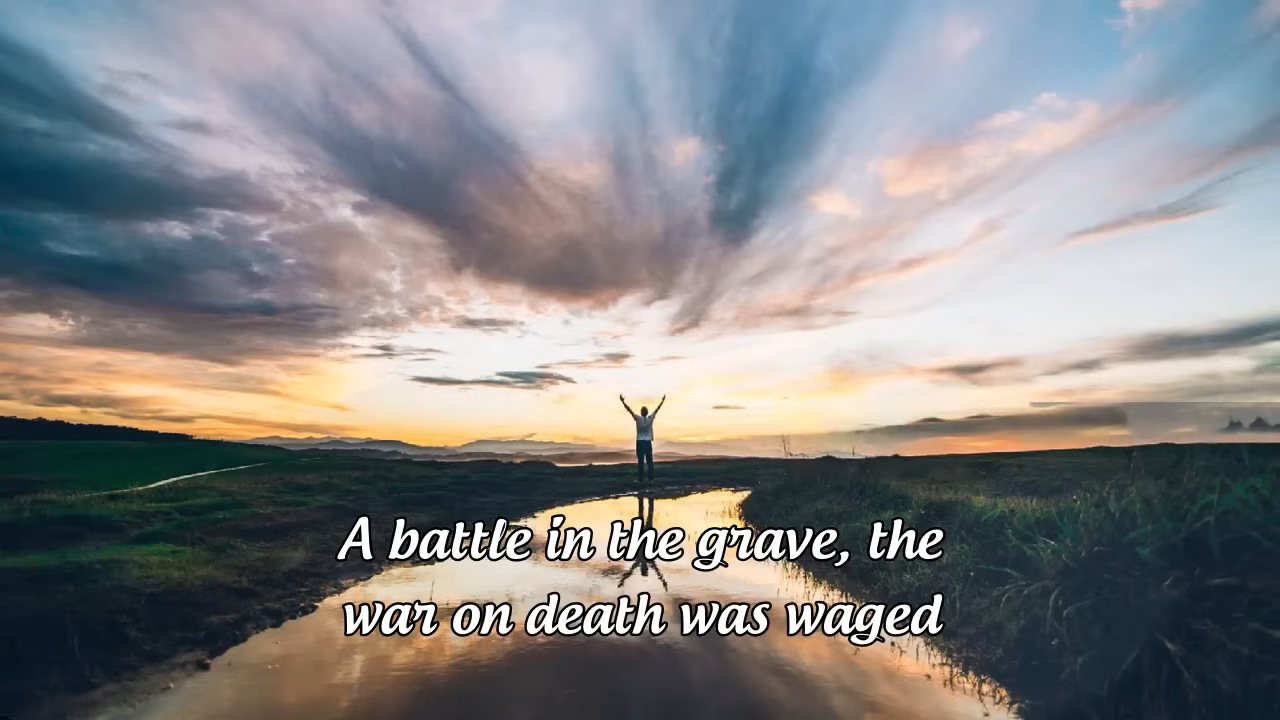 A battle in the grave, the
war on death was waged